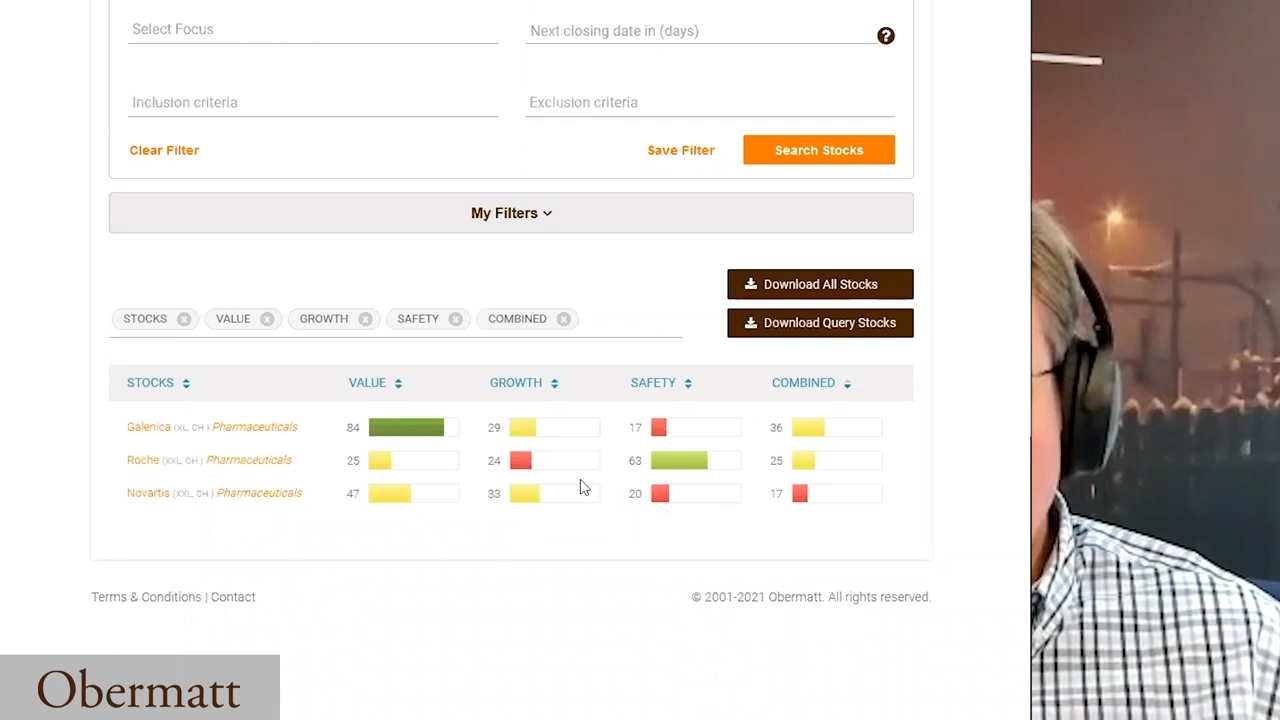 Select Focus
Next closing date in (days)
?
Inclusion criteria
Exclusion criteria
Clear Filter
Save Filter
Search Stocks
My Filters
Download All Stocks
STOCKS VALUE GROWTH SAFETY COMBINED
Download Query Stocks
STOCKS VALUE GROWTH SAFETY COMBINED
Galenica (XL, CH) Pharmaceuticals 84 29 17 36
Roche (XXL, CH) Pharmaceuticals 25 24 63 25
Novartis (XXL, CH) Pharmaceuticals 47 33 20 17
Terms & Conditions | Contact
© 2001-2021 Obermatt. All rights reserved.
Obermatt